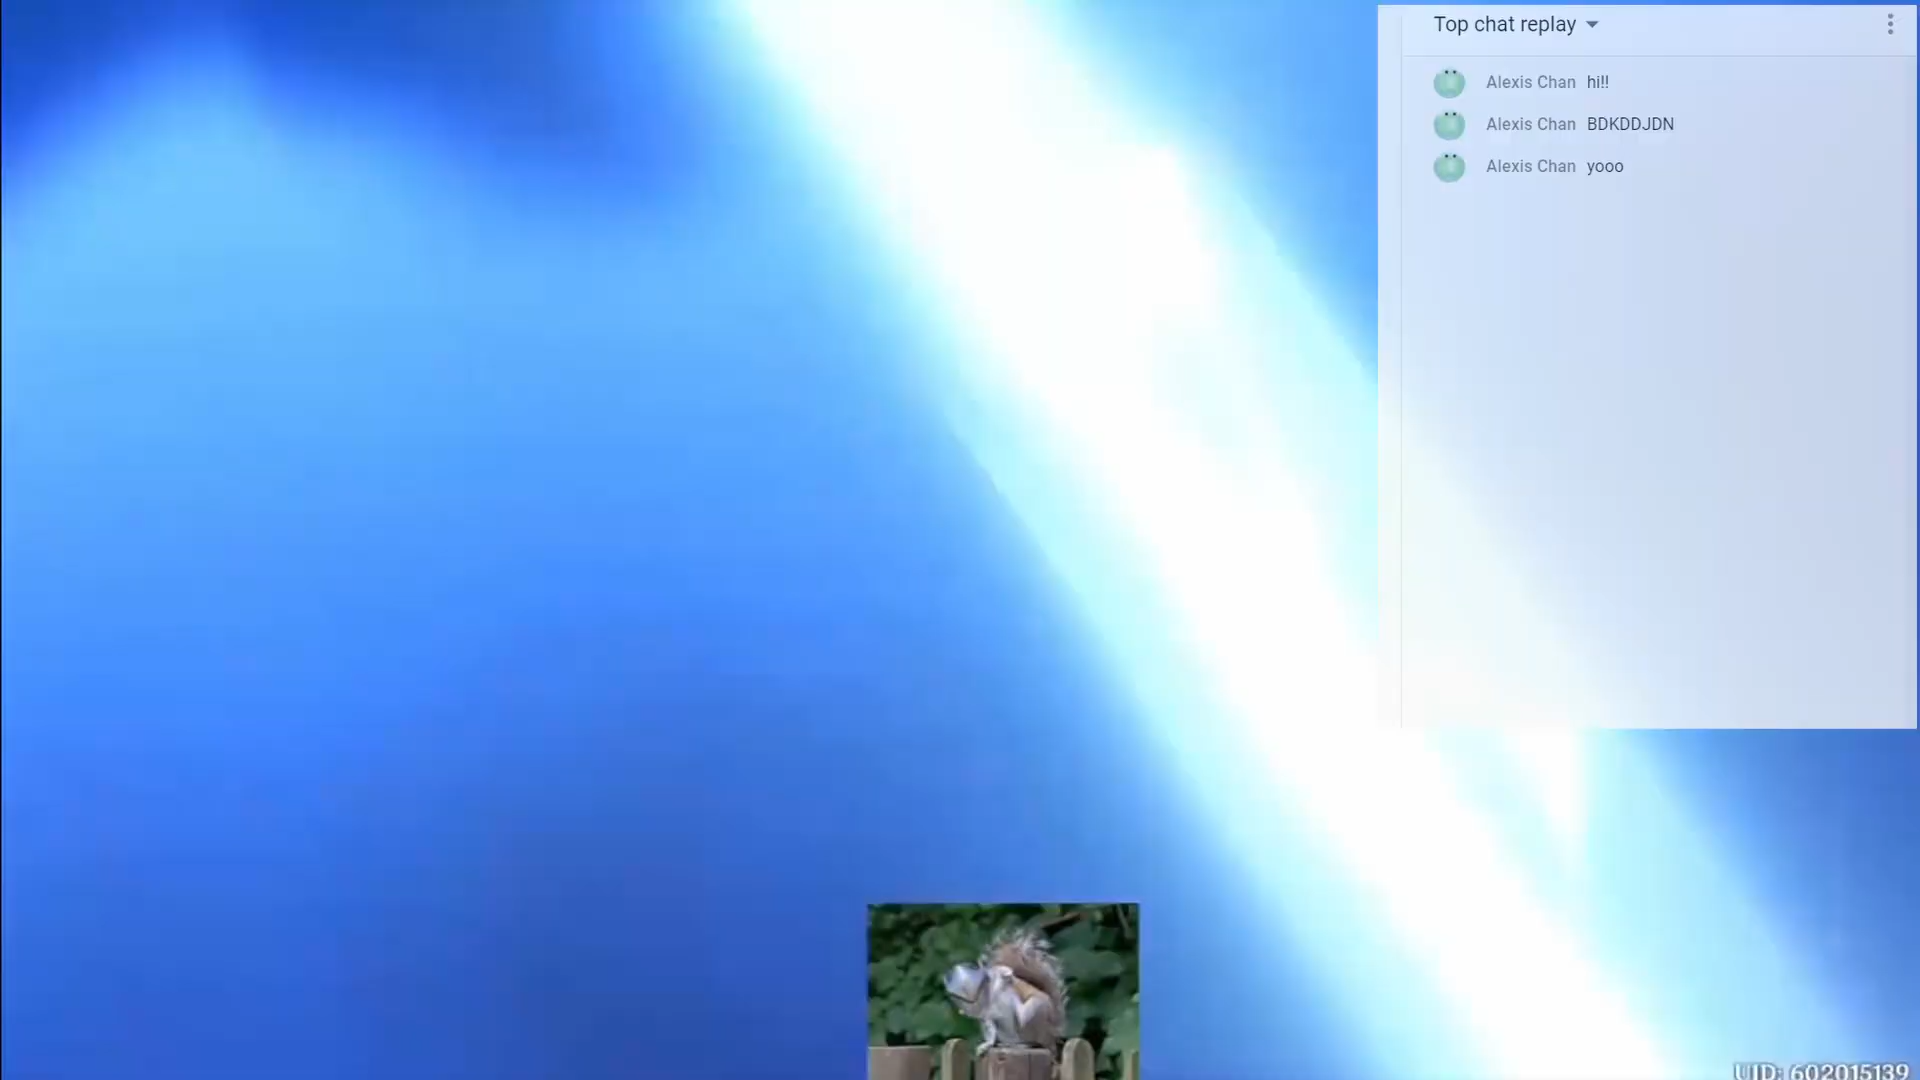 Top chat replay
Alexis Chan hi!!
Alexis Chan BDKDDJDN
Alexis Chan yooo
UID: 602015139